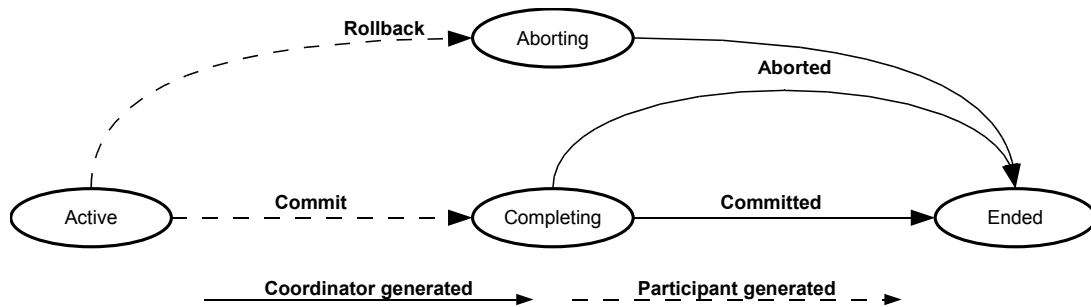 Rollback
Aborting
Aborted
Active
Commit
Completing
Committed
Ended
Coordinator generated
Participant generated